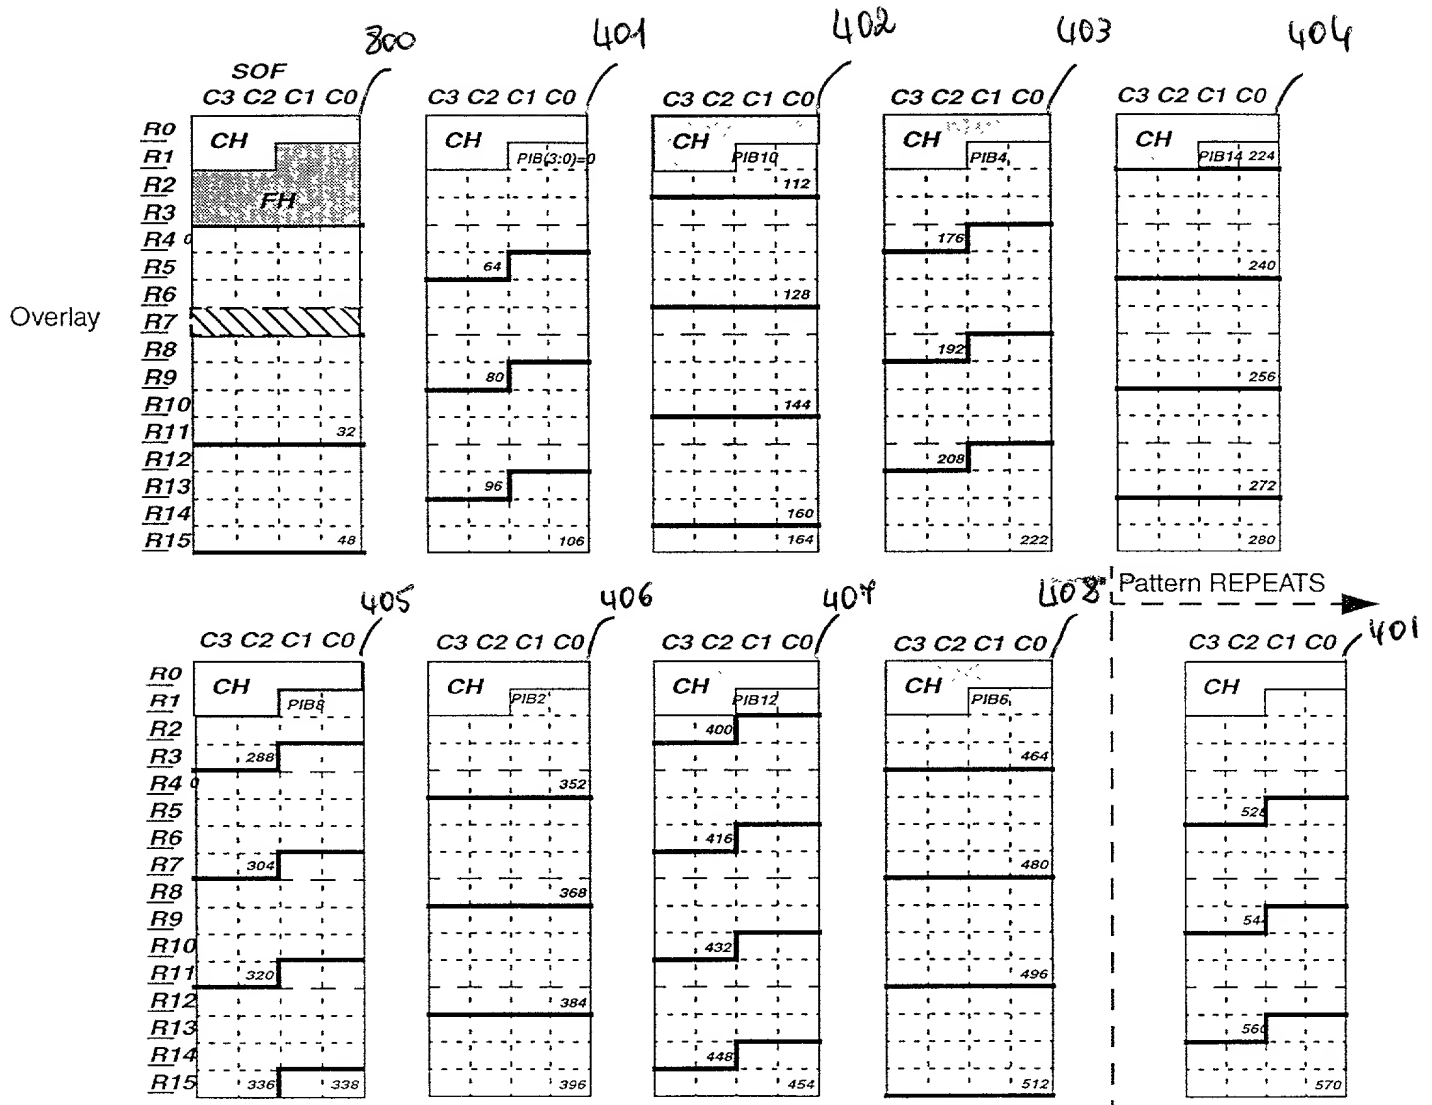 800 401 402 403 404
SOF
C3 C2 C1 C0 C3 C2 C1 C0 C3 C2 C1 C0 C3 C2 C1 C0 C3 C2 C1 C0
R0 CH CH CH CH CH
R1 PIB(3:0)=0 PIB10 PIB4 PIB14 224
R2 FH 112
R3
R4 0 176
R5 64 240
R6 128
Overlay R7
R8 192
R9 80 256
R10 144
R11 32
R12 208
R13 96 272
R14 160
R15 48 106 164 222 280
Pattern REPEATS
405 406 407 408 401
C3 C2 C1 C0 C3 C2 C1 C0 C3 C2 C1 C0 C3 C2 C1 C0 C3 C2 C1 C0
R0 CH CH CH CH CH
R1 PIB8 PIB2 PIB12 PIB6
R2 400
R3 288 464
R4 0 352
R5 528
R6 416
R7 304 480
R8 368
R9 544
R10 432
R11 320 496
R12 384
R13 560
R14 448
R15 336 338 396 454 512 570